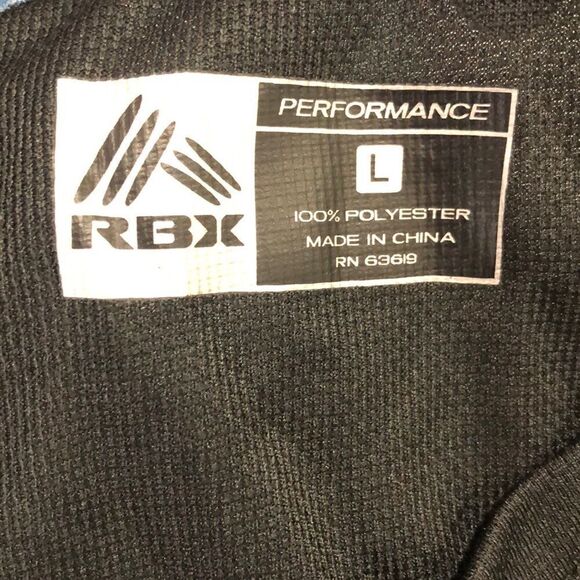 RBX
PERFORMANCE
L
100% POLYESTER
MADE IN CHINA
RN 63619